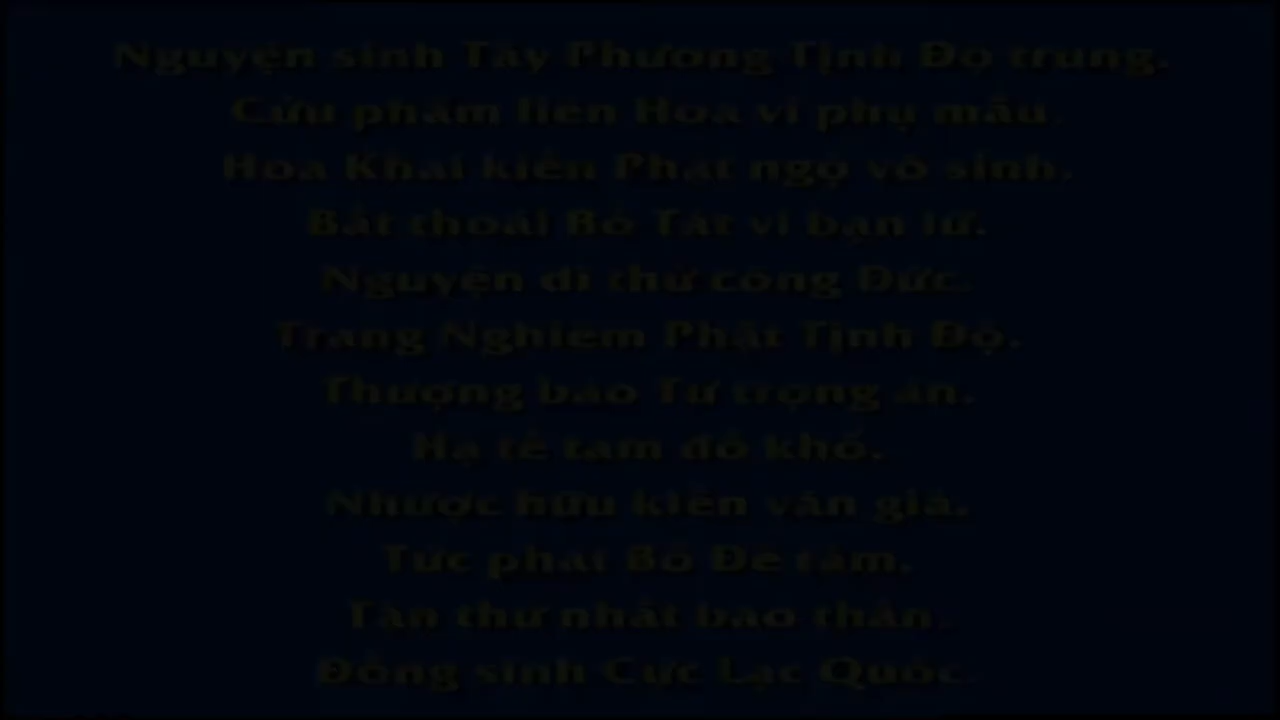 Nguyện sinh Tây Phương Tịnh Độ trung.
Cửu phẩm liên Hoa vi phụ mẫu.
Hoa Khai kiến Phật ngộ vô sinh.
Bất thoái Bồ Tát vi bạn lữ.
Nguyện dĩ thử công Đức.
Trang Nghiêm Phật Tịnh Độ.
Thượng báo Tứ trọng ân.
Hạ tế tam đồ khổ.
Nhược hữu kiến văn giả.
Tức phát Bồ Đề tâm.
Tận thử nhất báo thân.
Đồng sinh Cực Lạc Quốc.